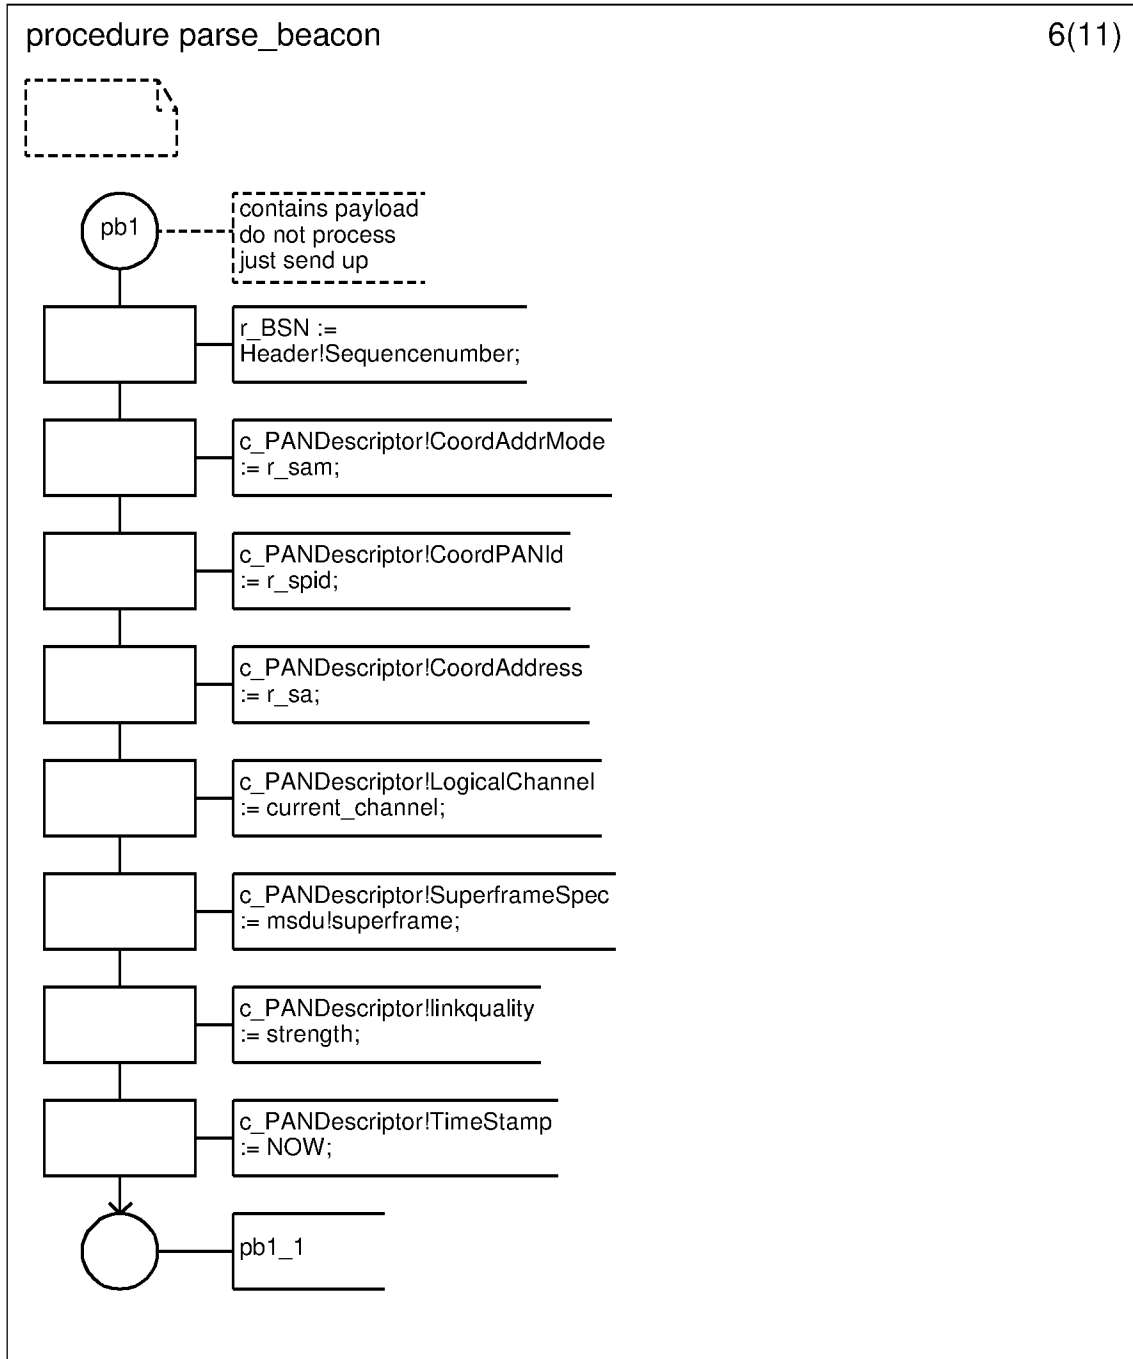 procedure parse_beacon
6(11)
pb1
contains payload
do not process
just send up
r_BSN :=
Header!Sequencenumber;
c_PANDescriptor!CoordAddrMode
:= r_sam;
c_PANDescriptor!CoordPANId
:= r_spid;
c_PANDescriptor!CoordAddress
:= r_sa;
c_PANDescriptor!LogicalChannel
:= current_channel;
c_PANDescriptor!SuperframeSpec
:= msdu!superframe;
c_PANDescriptor!linkquality
:= strength;
c_PANDescriptor!TimeStamp
:= NOW;
pb1_1